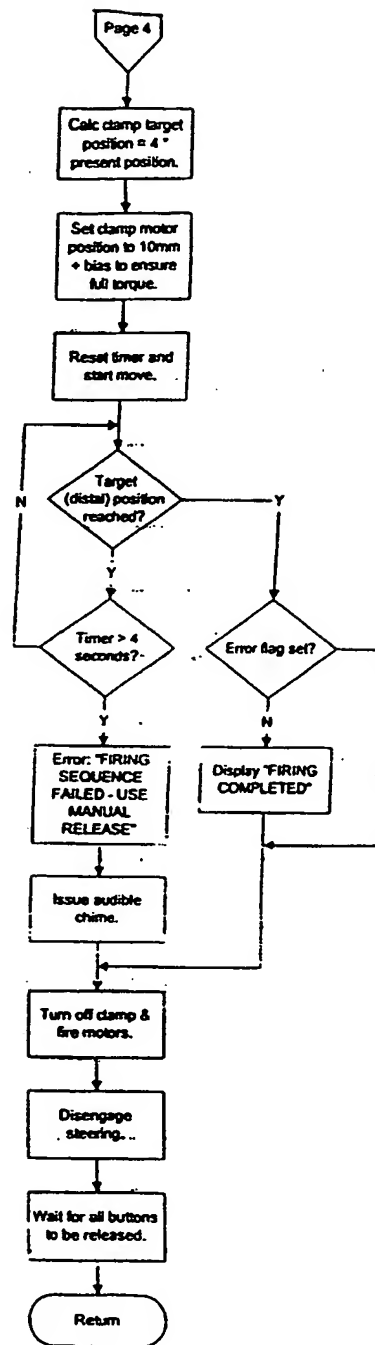 Page 4
Calc clamp target
position = 4 *
present position.
Set clamp motor
position to 10mm
+ bias to ensure
full torque.
Reset timer and
start move.
Target
(distal) position
reached?
N
Y
Y
Timer > 4
seconds?
Error flag set?
Y
N
Error: "FIRING
SEQUENCE
FAILED - USE
MANUAL
RELEASE"
Display "FIRING
COMPLETED"
Issue audible
chime.
Turn off clamp &
fire motors.
Disengage
steering.
Wait for all buttons
to be released.
Return